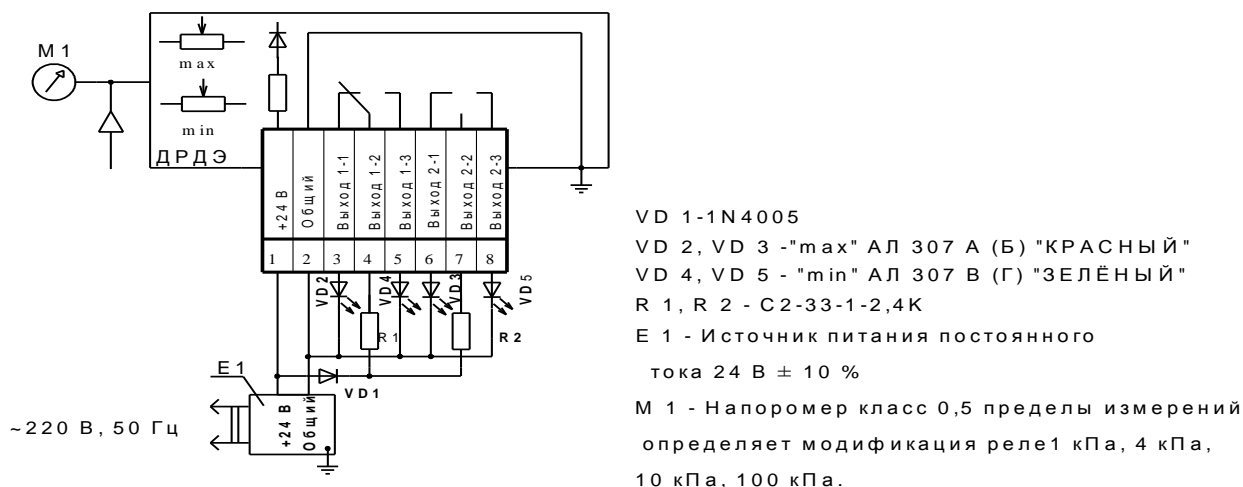 М1
max
min
ДРДЭ
+24 В
Общий
Выход 1-1
Выход 1-2
Выход 1-3
Выход 2-1
Выход 2-2
Выход 2-3
1 2 3 4 5 6 7 8
VD2
VD4
VD3
VD5
R1
R2
VD1
E1
+24 В
Общий
~220 В, 50 Гц
VD 1-1N4005
VD 2, VD 3 -"max" АЛ 307 А (Б) "КРАСНЫЙ"
VD 4, VD 5 - "min" АЛ 307 В (Г) "ЗЕЛЁНЫЙ"
R 1, R 2 - С2-33-1-2,4К
Е 1 - Источник питания постоянного
тока 24 В ± 10 %
М 1 - Напоромер класс 0,5 пределы измерений
определяет модификация реле1 кПа, 4 кПа,
10 кПа, 100 кПа.